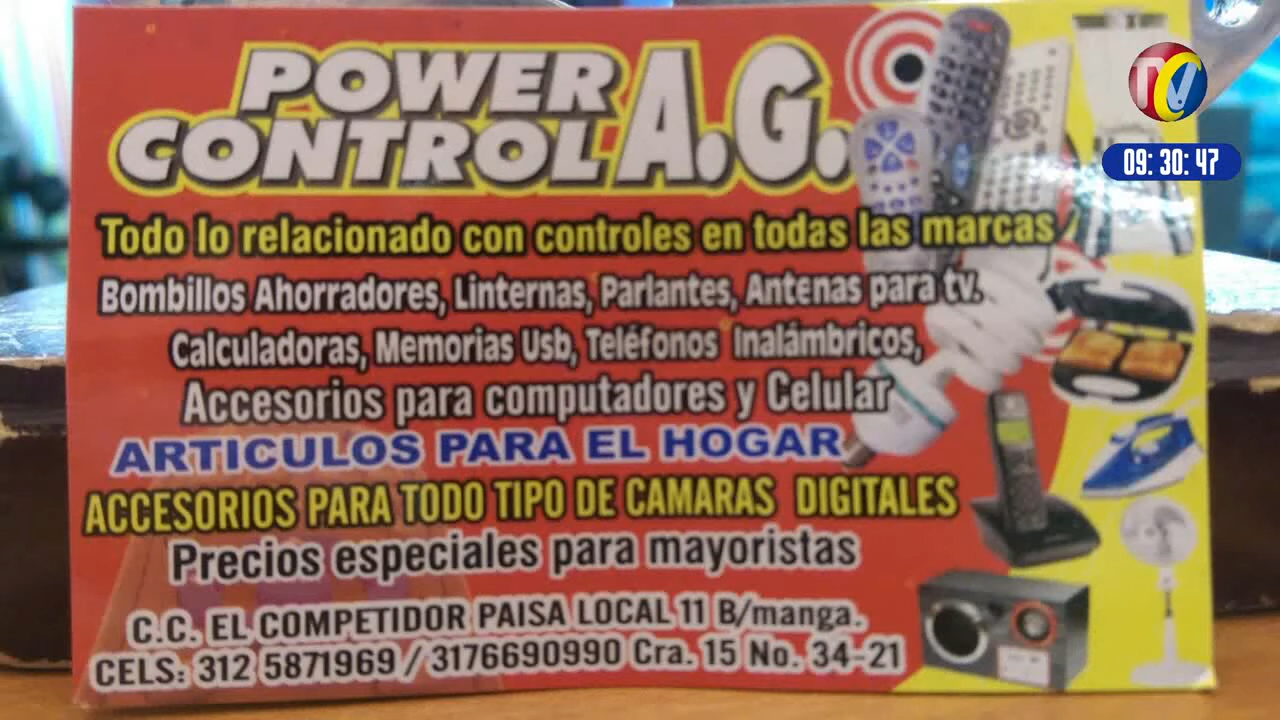 TVC!
09: 30: 47
POWER
CONTROL A.G.
Todo lo relacionado con controles en todas las marcas
Bombillos Ahorradores, Linternas, Parlantes, Antenas para tv.
Calculadoras, Memorias Usb, Teléfonos Inalámbricos,
Accesorios para computadores y Celular
ARTICULOS PARA EL HOGAR
ACCESORIOS PARA TODO TIPO DE CAMARAS DIGITALES
Precios especiales para mayoristas
C.C. EL COMPETIDOR PAISA LOCAL 11 B/manga.
CELS: 312 5871969 / 3176690990 Cra. 15 No. 34-21